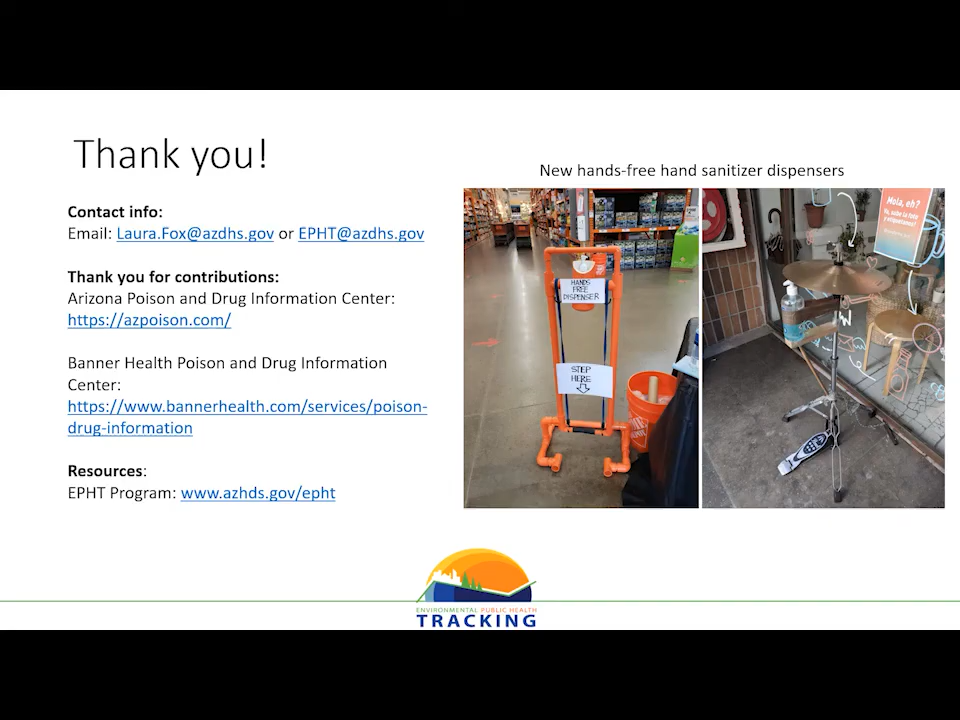 Thank you!
New hands-free hand sanitizer dispensers
Contact info:
Email: Laura.Fox@azdhs.gov or EPHT@azdhs.gov
Thank you for contributions:
Arizona Poison and Drug Information Center:
https://azpoison.com/
Banner Health Poison and Drug Information
Center:
https://www.bannerhealth.com/services/poison-
drug-information
Resources:
EPHT Program: www.azhds.gov/epht
HANDS
FREE
DISPENSER
STEP
HERE
Hola, eh?
ENVIRONMENTAL PUBLIC HEALTH
TRACKING